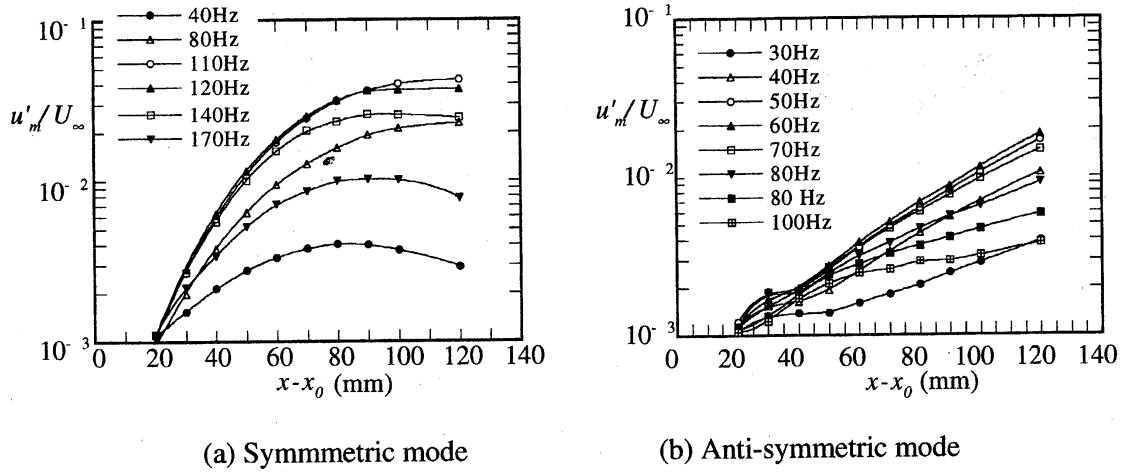 10⁻¹
10⁻²
10⁻³
u'ₘ/U∞
40Hz
80Hz
110Hz
120Hz
140Hz
170Hz
0 20 40 60 80 100 120 140
x-x₀ (mm)
(a) Symmmetric mode
10⁻¹
10⁻²
10⁻³
u'ₘ/U∞
30Hz
40Hz
50Hz
60Hz
70Hz
80Hz
80 Hz
100Hz
0 20 40 60 80 100 120 140
x-x₀ (mm)
(b) Anti-symmetric mode